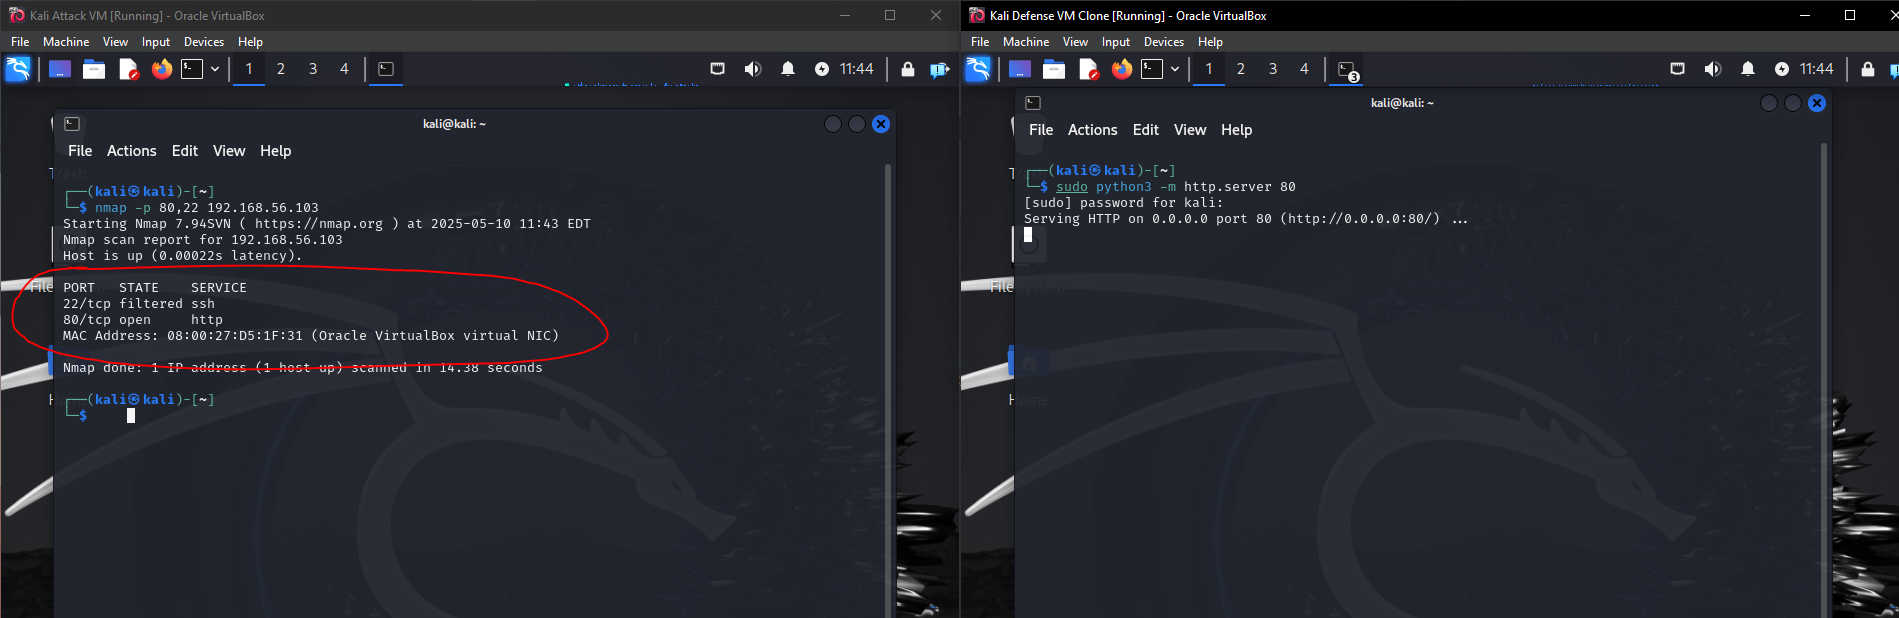 Kali Attack VM [Running] - Oracle VirtualBox
File Machine View Input Devices Help
1 2 3 4 11:44
kali@kali: ~
File Actions Edit View Help
Trash
┌──(kali㉿kali)-[~]
└─$ nmap -p 80,22 192.168.56.103
Starting Nmap 7.94SVN ( https://nmap.org ) at 2025-05-10 11:43 EDT
Nmap scan report for 192.168.56.103
Host is up (0.00022s latency).
PORT   STATE    SERVICE
22/tcp filtered ssh
80/tcp open     http
MAC Address: 08:00:27:D5:1F:31 (Oracle VirtualBox virtual NIC)
Nmap done: 1 IP address (1 host up) scanned in 14.38 seconds
┌──(kali㉿kali)-[~]
└─$
Kali Defense VM Clone [Running] - Oracle VirtualBox
File Machine View Input Devices Help
1 2 3 4 3 11:44
kali@kali: ~
File Actions Edit View Help
┌──(kali㉿kali)-[~]
└─$ sudo python3 -m http.server 80
[sudo] password for kali:
Serving HTTP on 0.0.0.0 port 80 (http://0.0.0.0:80/) ...
File System
Home